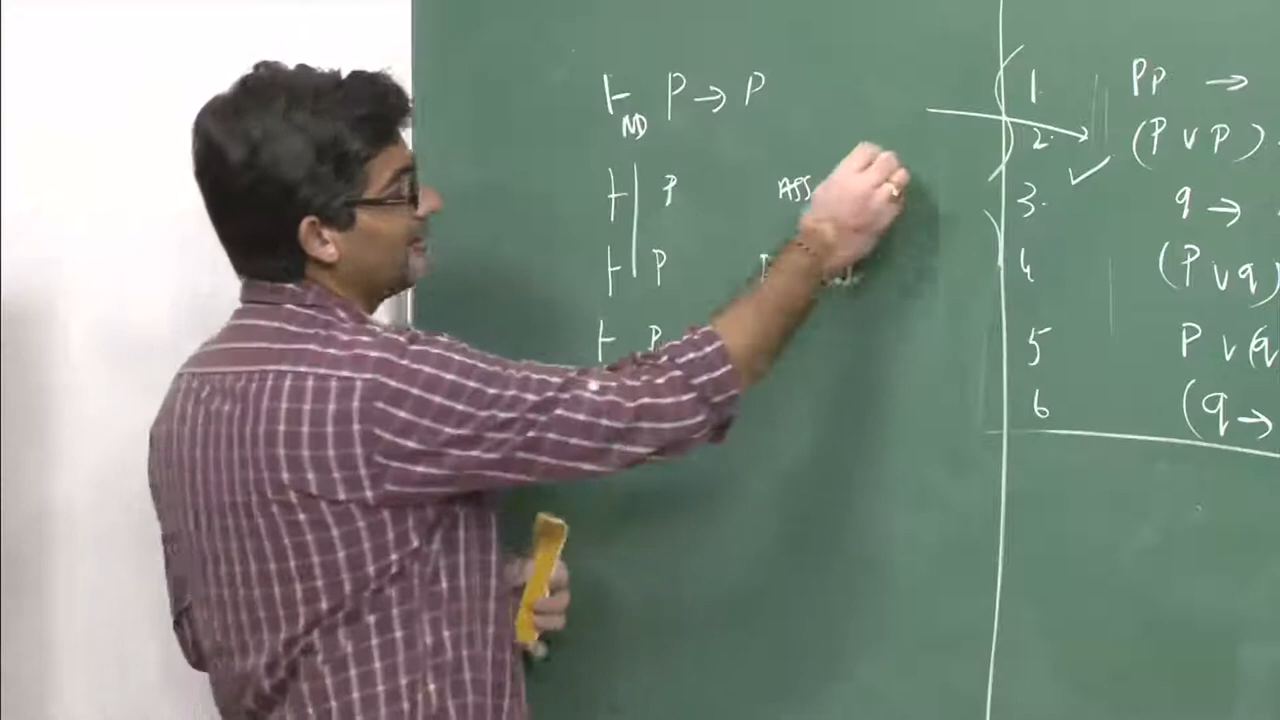 ⊢ P → P
ND
⊢ P ASS
⊢ P
⊢ P
1. PP →
2. (P ∨ P)
3. q →
4 (P ∨ q)
5 P ∨ (q
6 (q →